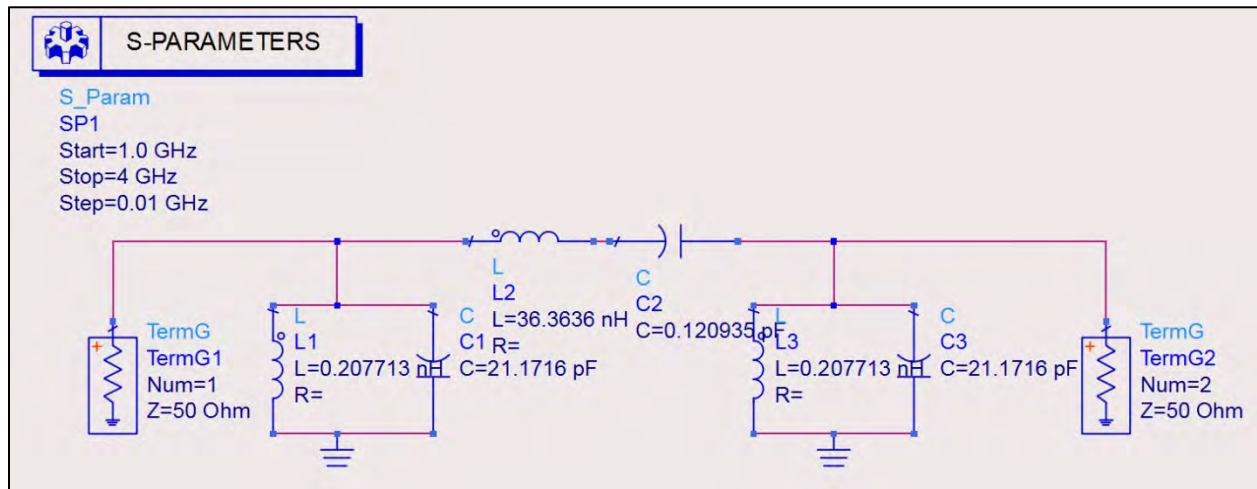 S-PARAMETERS
S_Param
SP1
Start=1.0 GHz
Stop=4 GHz
Step=0.01 GHz
+
TermG
TermG1
Num=1
Z=50 Ohm
L
L1
L=0.207713 nH
R=
C
C1
C=21.1716 pF
L
L2
L=36.3636 nH
R=
C
C2
C=0.120935 pF
L
L3
L=0.207713 nH
R=
C
C3
C=21.1716 pF
+
TermG
TermG2
Num=2
Z=50 Ohm